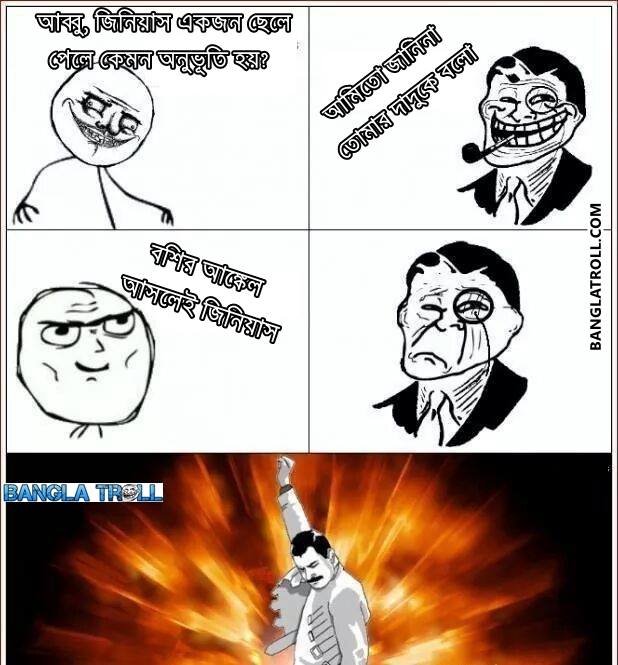 আব্বু, জিনিয়াস একজন ছেলে
পেলে কেমন অনুভূতি হয়?
আমিতো জানিনা
তোমার দাদুকে বলো
বশির আঙ্কেল
আসলেই জিনিয়াস
BANGLATROLL.COM
BANGLA TROLL